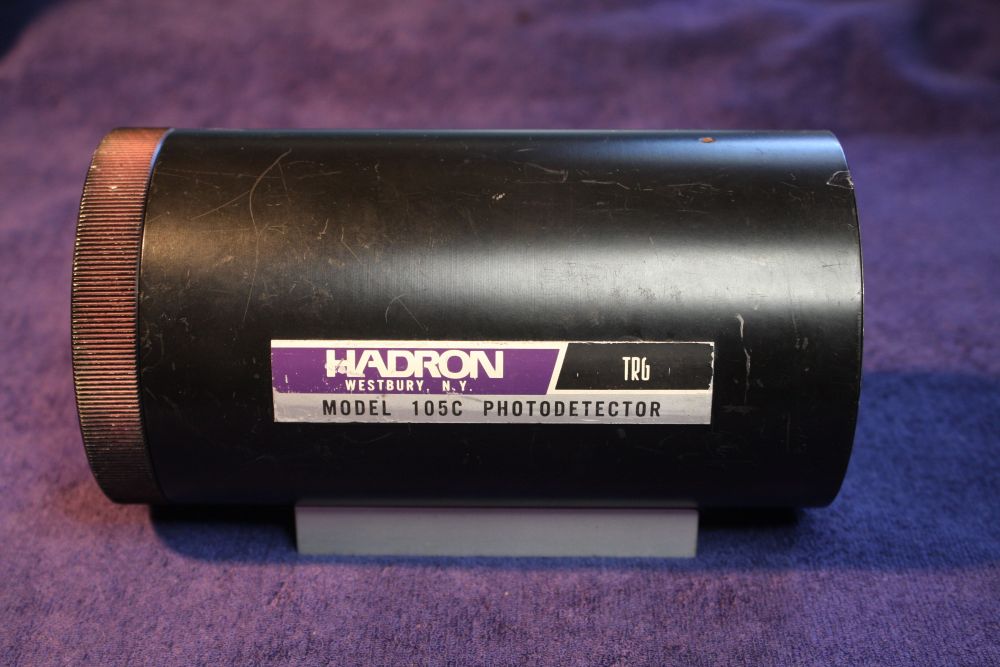 HADRON
WESTBURY, N.Y.
TRG
MODEL 105C PHOTODETECTOR